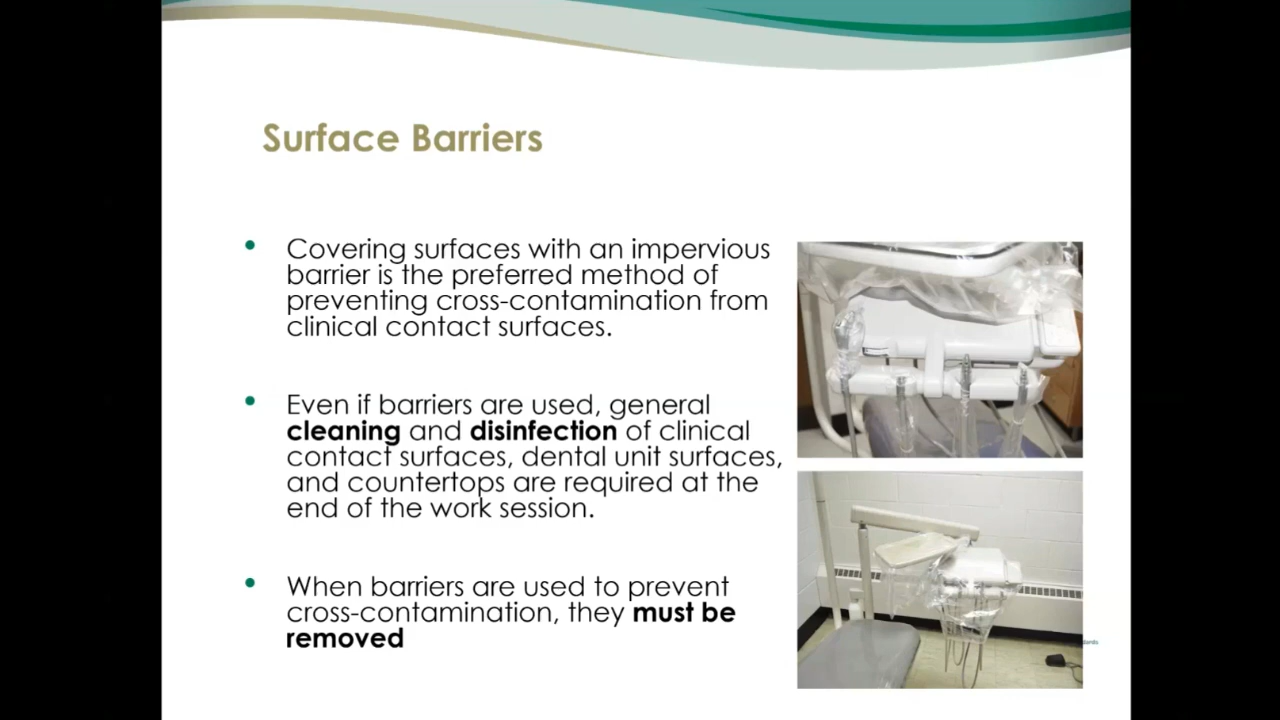 Surface Barriers
Covering surfaces with an impervious
barrier is the preferred method of
preventing cross-contamination from
clinical contact surfaces.
Even if barriers are used, general
cleaning and disinfection of clinical
contact surfaces, dental unit surfaces,
and countertops are required at the
end of the work session.
When barriers are used to prevent
cross-contamination, they must be
removed